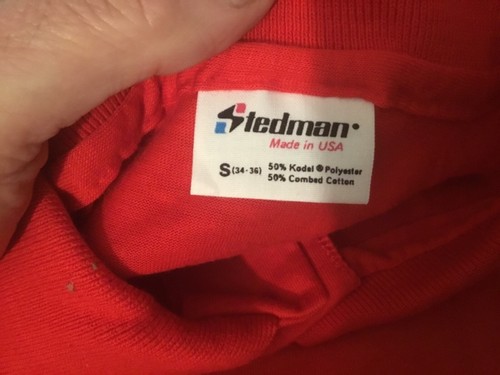 Stedman.
Made in USA
S (34-36) 50% Kodel ® Polyester
50% Combed Cotton